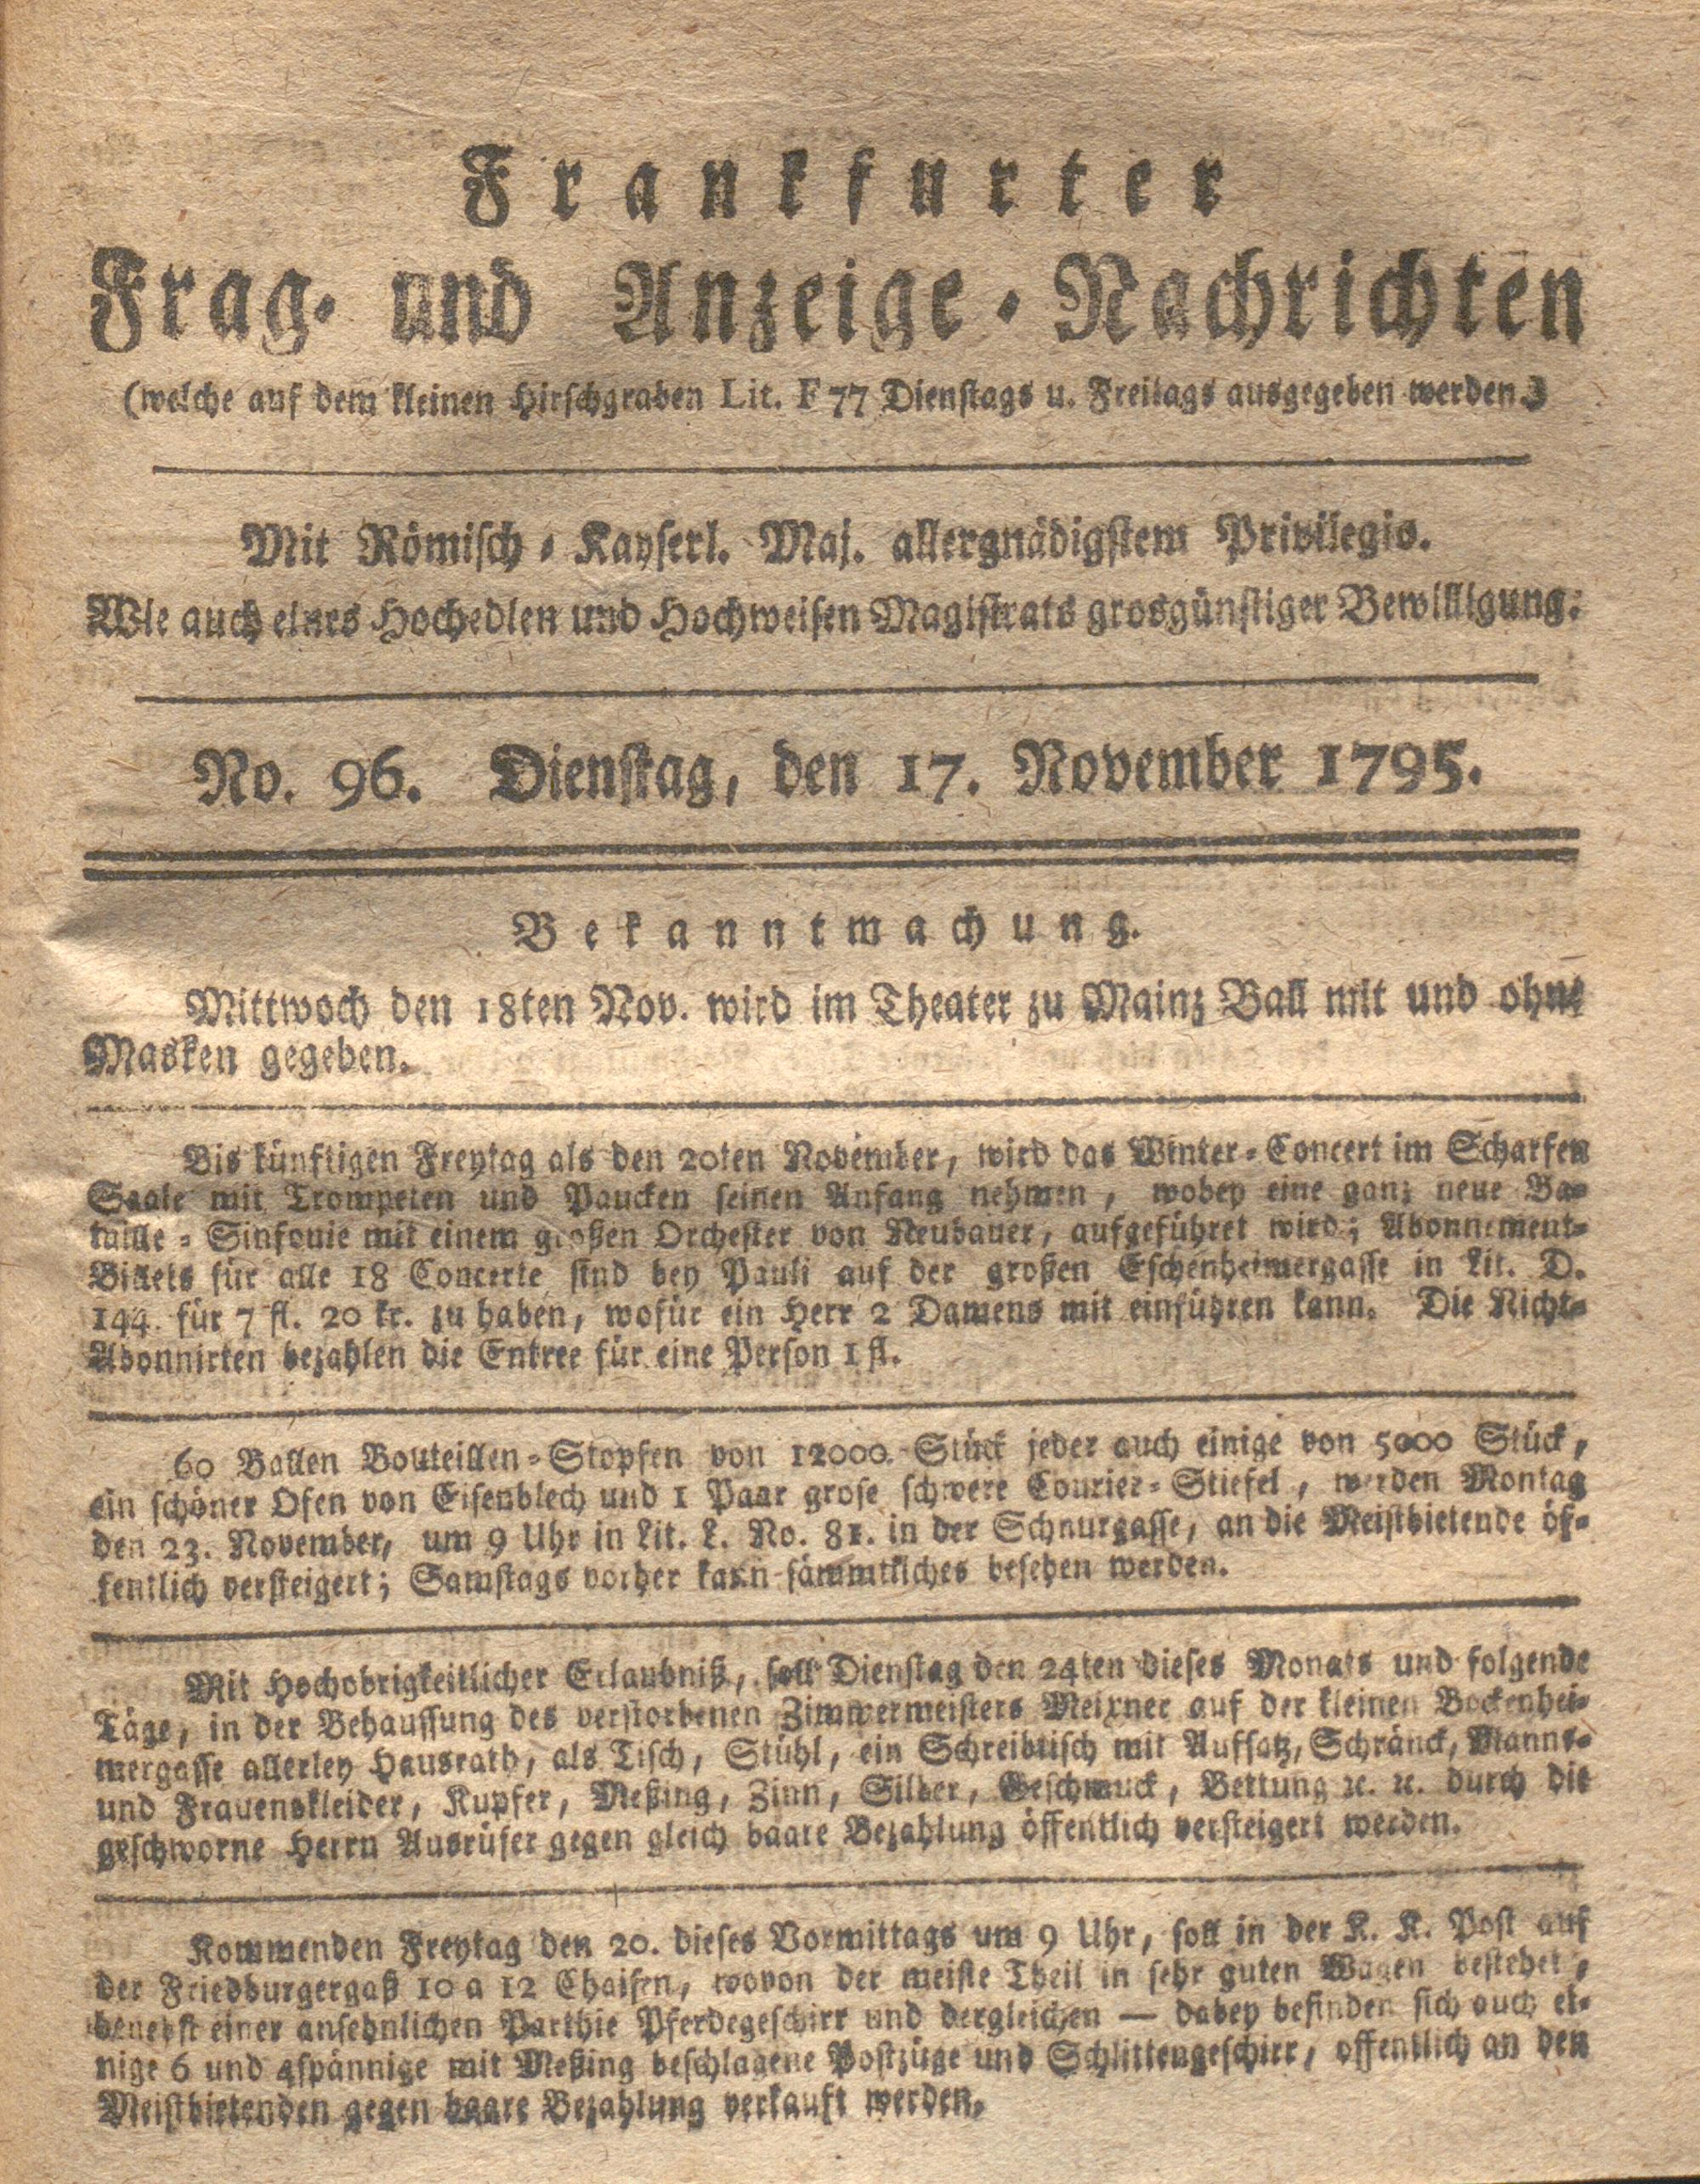 Frankfurter
Frag- und Anzeige-Nachrichten
(welche auf dem kleinen Hirschgraben Lit. F 77 Dienstags u. Freitags ausgegeben werden.)
Mit Römisch-Kayserl. Maj. allergnädigstem Privilegio.
Wie auch eines Hochedlen und Hochweisen Magistrats grosgünstiger Bewilligung.
No. 96. Dienstag, den 17. November 1795.
Bekanntmachung.
Mittwoch den 18ten Nov. wird im Theater zu Mainz Ball mit und ohne
Masken gegeben.
Bis künftigen Freytag als den 20ten November, wird das Winter-Concert im Scharfen
Saale mit Trompeten und Paucken seinen Anfang nehmen, wobey eine ganz neue Ba-
taille-Sinfonie mit einem großen Orchester von Neubauer, aufgeführet wird; Abonnement-
Billets für alle 18 Concerte sind bey Pauli auf der großen Eschenheimergasse in Lit. D.
144. für 7 fl. 20 kr. zu haben, wofür ein Herr 2 Damens mit einführen kann. Die Nicht-
Abonnirten bezahlen die Entree für eine Person 1 fl.
60 Ballen Bouteillen-Stopfen von 12000. Stück jeder auch einige von 5000 Stück,
ein schöner Ofen von Eisenblech und 1 Paar grose schwere Courier-Stiefel, werden Montag
den 23. November, um 9 Uhr in Lit. L. No. 81. in der Schnurgasse, an die Meistbietende öf-
fentlich versteigert; Samstags vorher kann sämmtliches besehen werden.
Mit Hochobrigkeitlicher Erlaubniß, soll Dienstag den 24ten dieses Monats und folgende
Täge, in der Behaussung des verstorbenen Zimmermeisters Meixner auf der kleinen Bockenhei-
mergasse allerley Hausrath, als Tisch, Stühl, ein Schreibtisch mit Aufsatz, Schränck, Manns-
und Frauenskleider, Kupfer, Meßing, Zinn, Silber, Geschmuck, Bettung ꝛc. ꝛc. durch die
geschworne Herrn Ausrüfer gegen gleich baare Bezahlung öffentlich versteigert werden.
Kommenden Freytag den 20. dieses Vormittags um 9 Uhr, soll in der K. K. Post auf
der Friedburgergaß 10 a 12 Chaisen, wovon der meiste Theil in sehr guten Wagen bestehet,
benebst einer ansehnlichen Parthie Pferdegeschirr und dergleichen — dabey befinden sich auch ei-
nige 6 und 4spännige mit Meßing beschlagene Postzüge und Schlittengeschirr, offentlich an den
Meistbietenden gegen baare Bezahlung verkauft werden.